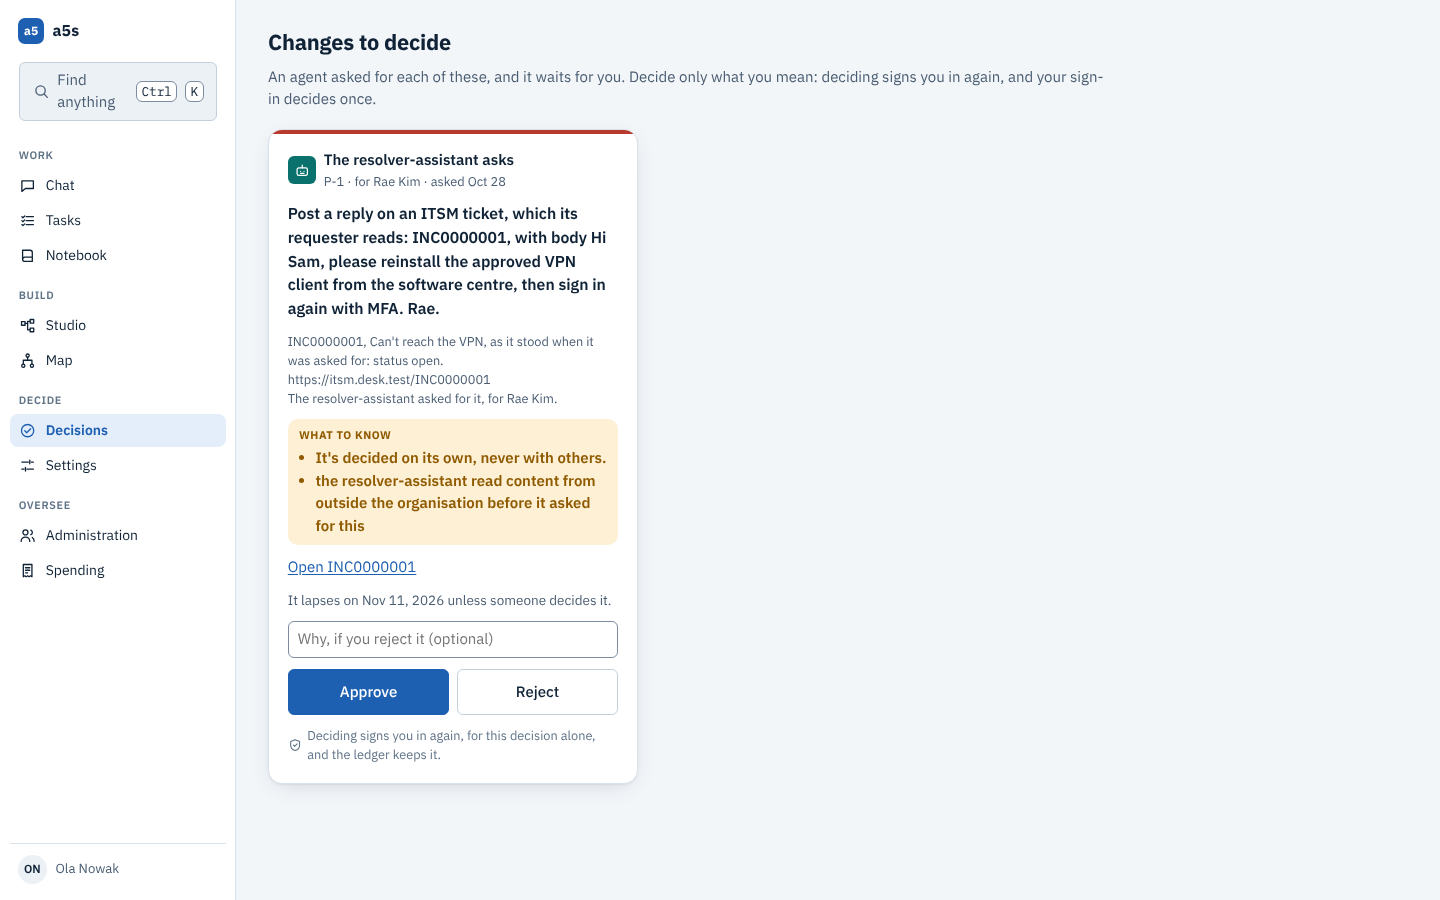 a5 a5s
Find
anything
Ctrl K
WORK
Chat
Tasks
Notebook
BUILD
Studio
Map
DECIDE
Decisions
Settings
OVERSEE
Administration
Spending
ON Ola Nowak
Changes to decide
An agent asked for each of these, and it waits for you. Decide only what you mean: deciding signs you in again, and your sign-
in decides once.
The resolver-assistant asks
P-1 · for Rae Kim · asked Oct 28
Post a reply on an ITSM ticket, which its
requester reads: INC0000001, with body Hi
Sam, please reinstall the approved VPN
client from the software centre, then sign in
again with MFA. Rae.
INC0000001, Can't reach the VPN, as it stood when it
was asked for: status open.
https://itsm.desk.test/INC0000001
The resolver-assistant asked for it, for Rae Kim.
WHAT TO KNOW
• It's decided on its own, never with others.
• the resolver-assistant read content from
outside the organisation before it asked
for this
Open INC0000001
It lapses on Nov 11, 2026 unless someone decides it.
Why, if you reject it (optional)
Approve Reject
Deciding signs you in again, for this decision alone,
and the ledger keeps it.